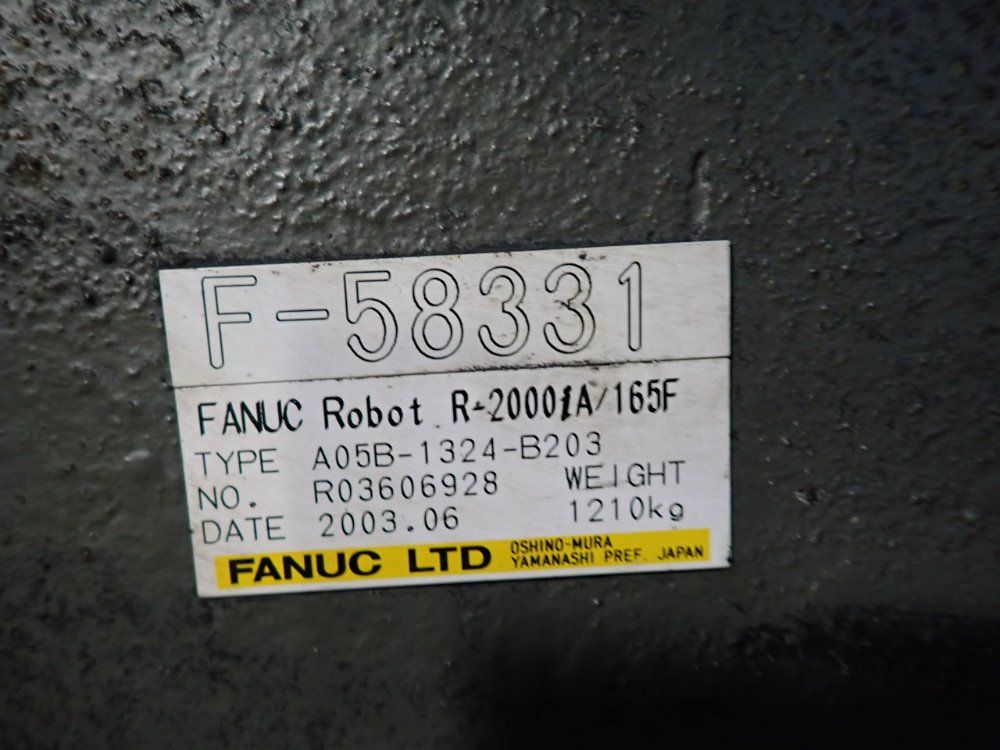 F-58331
FANUC Robot R-2000iA/165F
TYPE A05B-1324-B203
NO. R03606928 WEIGHT
DATE 2003.06 1210kg
FANUC LTD OSHINO-MURA
YAMANASHI PREF. JAPAN